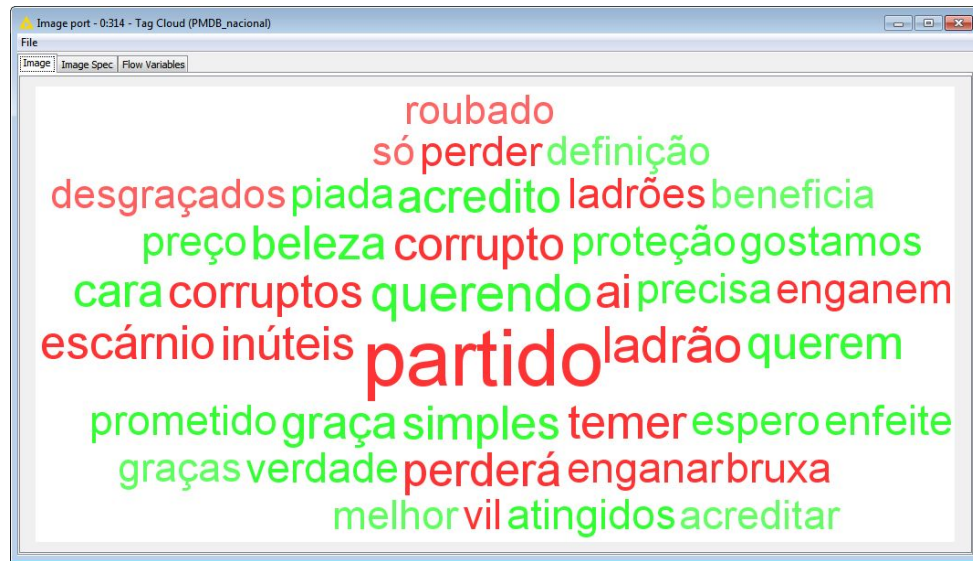 Image port - 0:314 - Tag Cloud (PMDB_nacional)
File
Image Image Spec Flow Variables
roubado
só perder definição
desgraçados piada acredito ladrões beneficia
preço beleza corrupto proteção gostamos
cara corruptos querendo ai precisa enganem
escárnio inúteis partido ladrão querem
prometido graça simples temer espero enfeite
graças verdade perderá enganar bruxa
melhor vil atingidos acreditar